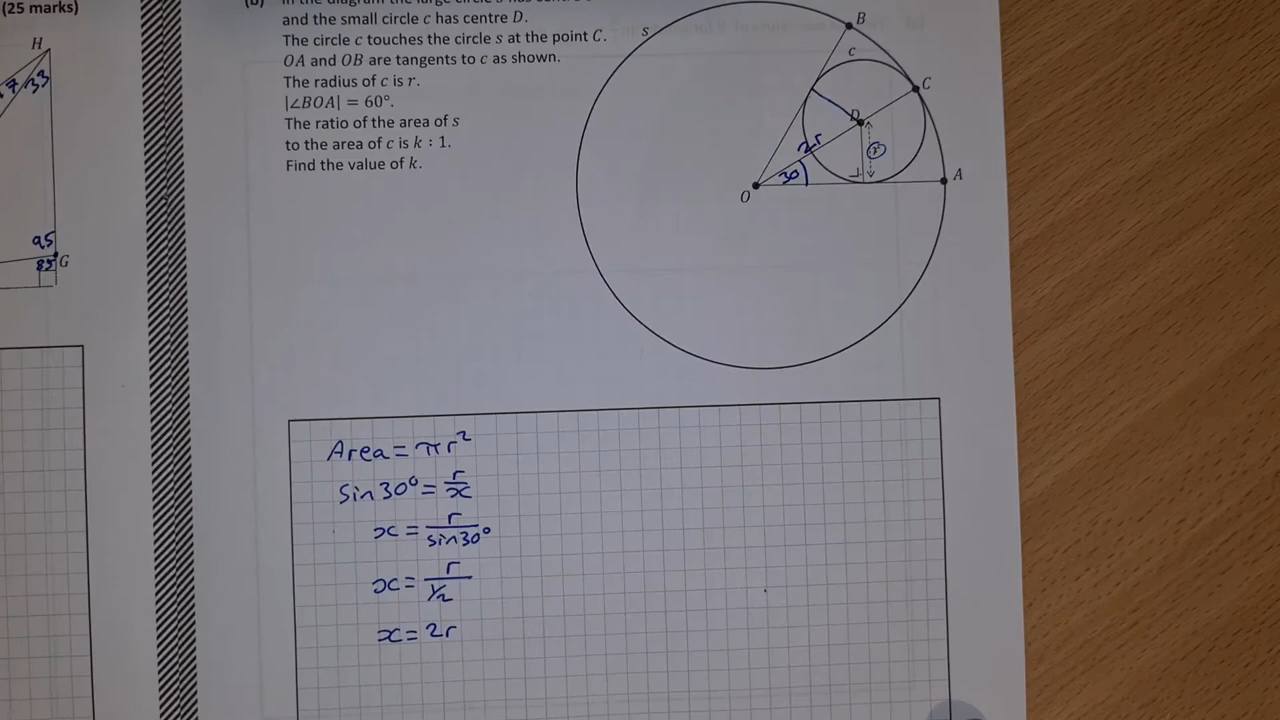 (25 marks)
H
33
95
85
G
and the small circle c has centre D.
The circle c touches the circle s at the point C.
OA and OB are tangents to c as shown.
The radius of c is r.
|∠BOA| = 60°.
The ratio of the area of s
to the area of c is k : 1.
Find the value of k.
s
B
c
C
D
2r
r
30
O
A
Area = πr²
Sin 30° = r/x
x = r/sin30°
x = r/½
x = 2r